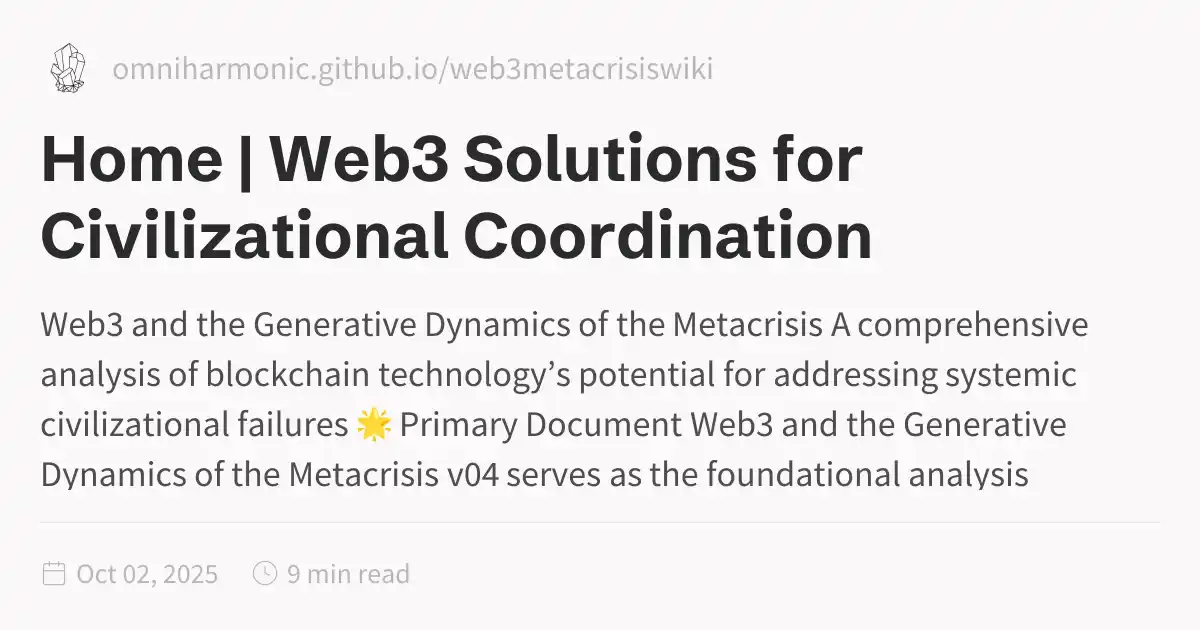 omniharmonic.github.io/web3metacrisiswiki
Home | Web3 Solutions for
Civilizational Coordination
Web3 and the Generative Dynamics of the Metacrisis A comprehensive
analysis of blockchain technology’s potential for addressing systemic
civilizational failures 🌟 Primary Document Web3 and the Generative
Dynamics of the Metacrisis v04 serves as the foundational analysis
Oct 02, 2025 9 min read